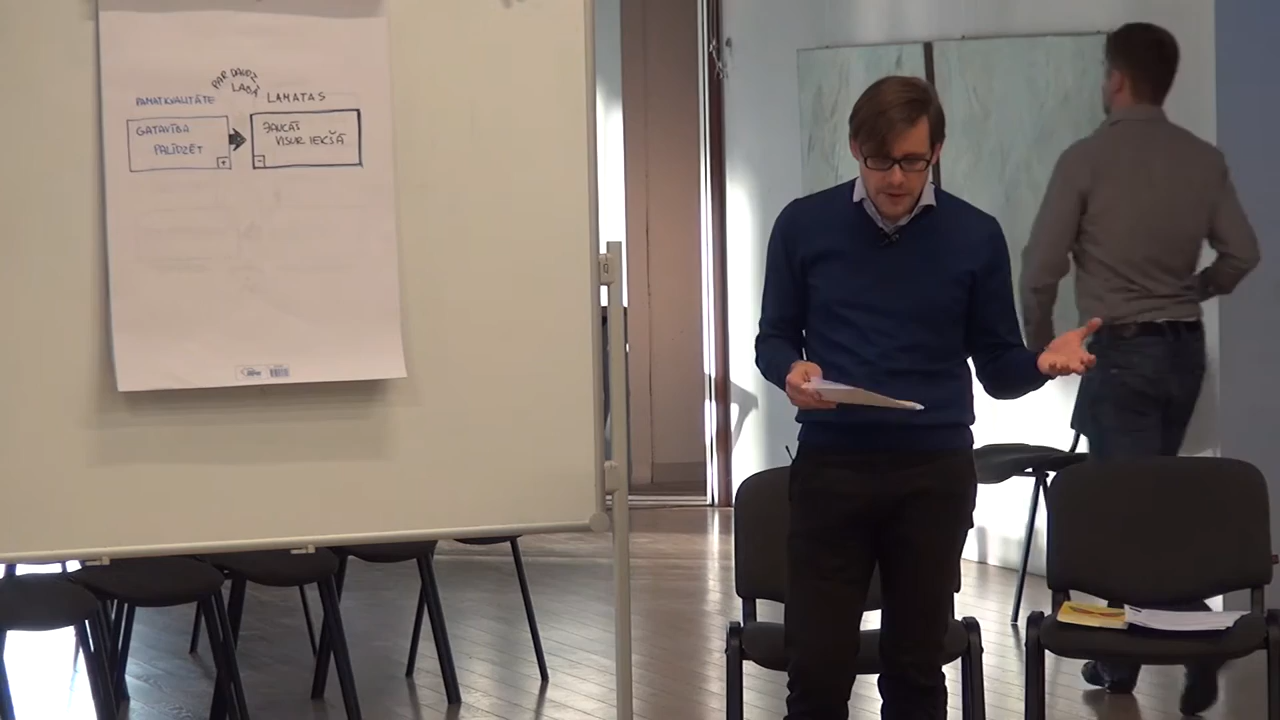 PAR DAUDZ
LABĀ
PAMATKVALITĀTE
LAMATAS
GATAVĪBA
PALĪDZĒT
+
JAUCĀS
VISUR IEKŠĀ
-